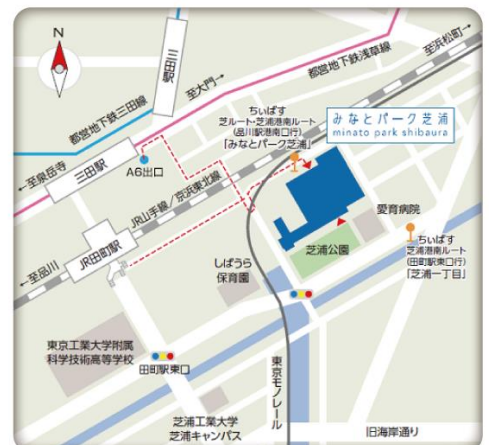 N
三田駅
至浜松町→
都営地下鉄浅草線
至大門→
都営地下鉄三田線
ちぃばす
芝ルート・芝浦港南ルート
(品川駅港南口行)
「みなとパーク芝浦」
みなとパーク芝浦
minato park shibaura
←至泉岳寺
三田駅
A6出口
JR山手線/京浜東北線
愛育病院
JR田町駅
←至品川
しばうら
保育園
芝浦公園
ちぃばす
芝浦港南ルート
(田町駅東口行)
「芝浦一丁目」
東京工業大学附属
科学技術高等学校
田町駅東口
東京モノレール
芝浦工業大学
芝浦キャンパス
旧海岸通り